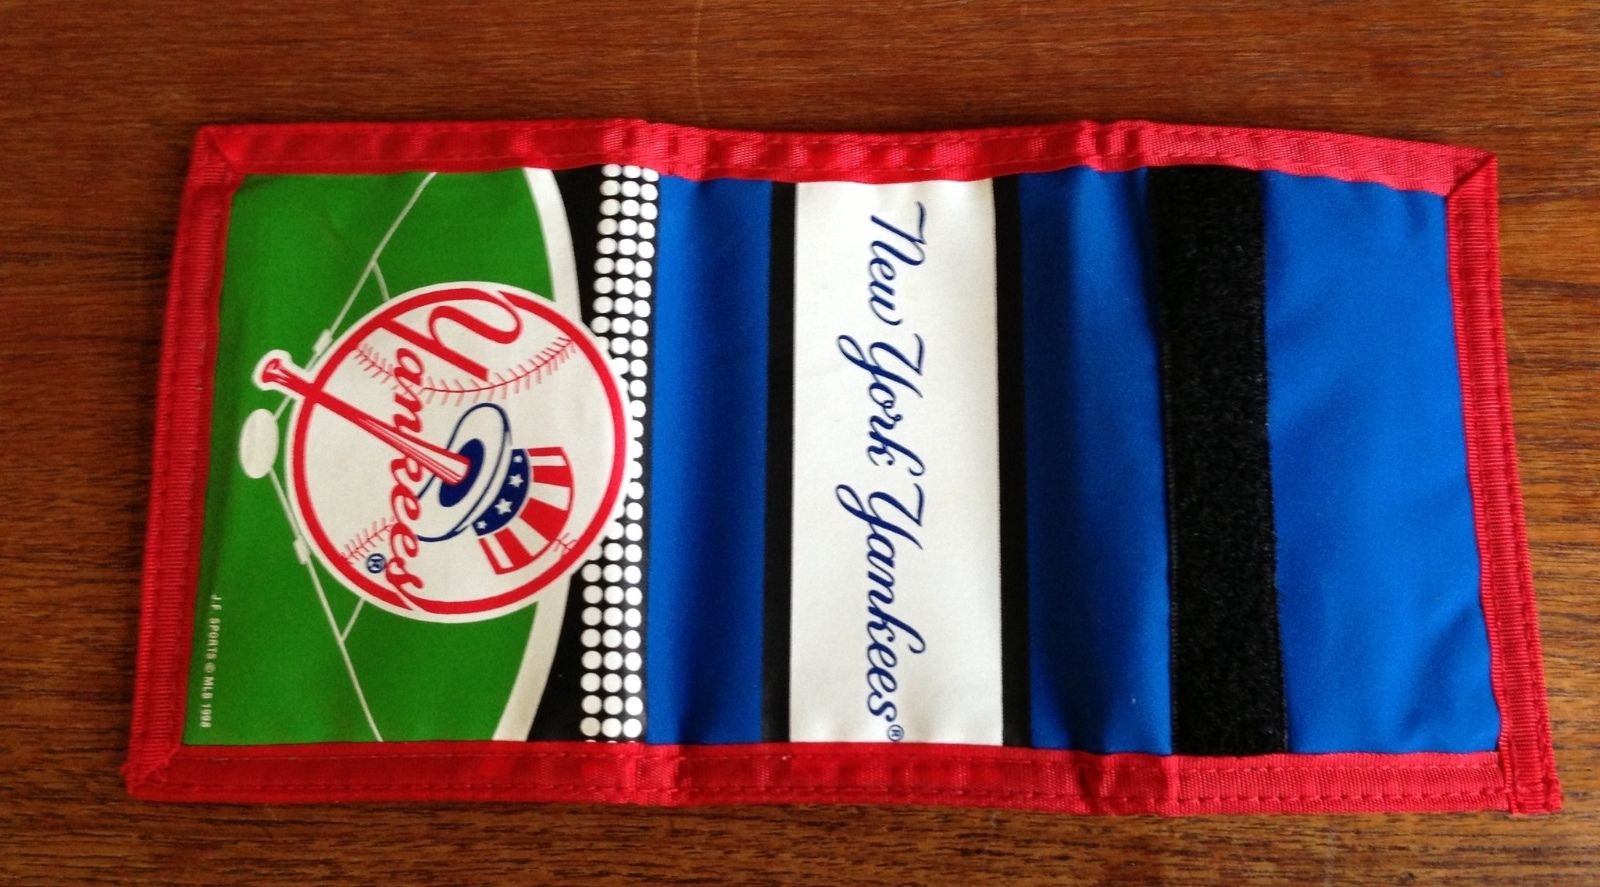 Yankees®
J.F. SPORTS © MLB 1998
New York Yankees®